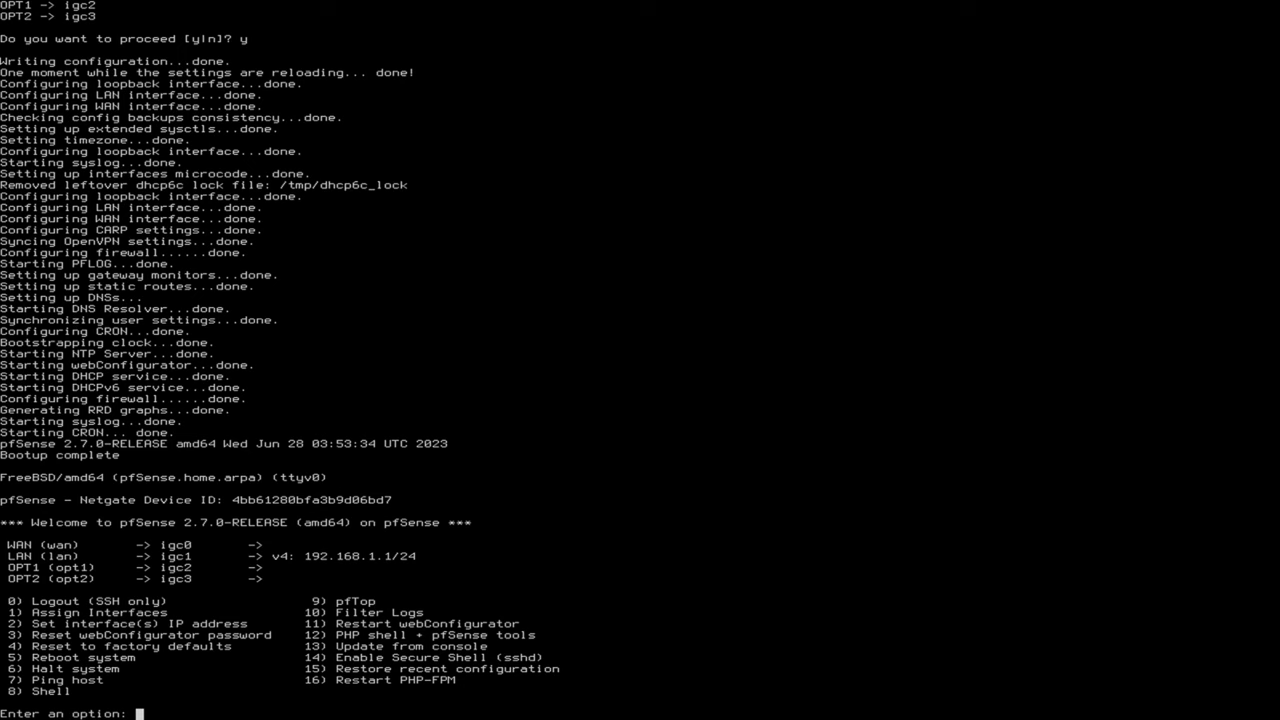 OPT1 -> igc2
OPT2 -> igc3
Do you want to proceed [y|n]? y
Writing configuration...done.
One moment while the settings are reloading... done!
Configuring loopback interface...done.
Configuring LAN interface...done.
Configuring WAN interface...done.
Checking config backups consistency...done.
Setting up extended sysctls...done.
Setting timezone...done.
Configuring loopback interface...done.
Starting syslog...done.
Setting up interfaces microcode...done.
Removed leftover dhcp6c lock file: /tmp/dhcp6c_lock
Configuring loopback interface...done.
Configuring LAN interface...done.
Configuring WAN interface...done.
Configuring CARP settings...done.
Syncing OpenVPN settings...done.
Configuring firewall......done.
Starting PFLOG...done.
Setting up gateway monitors...done.
Setting up static routes...done.
Setting up DNSs...
Starting DNS Resolver...done.
Synchronizing user settings...done.
Configuring CRON...done.
Bootstrapping clock...done.
Starting NTP Server...done.
Starting webConfigurator...done.
Starting DHCP service...done.
Starting DHCPv6 service...done.
Configuring firewall......done.
Generating RRD graphs...done.
Starting syslog...done.
Starting CRON... done.
pfSense 2.7.0-RELEASE amd64 Wed Jun 28 03:53:34 UTC 2023
Bootup complete
FreeBSD/amd64 (pfSense.home.arpa) (ttyv0)
pfSense - Netgate Device ID: 4bb61280bfa3b9d06bd7
*** Welcome to pfSense 2.7.0-RELEASE (amd64) on pfSense ***
WAN (wan) -> igc0 ->
LAN (lan) -> igc1 -> v4: 192.168.1.1/24
OPT1 (opt1) -> igc2 ->
OPT2 (opt2) -> igc3 ->
0) Logout (SSH only) 9) pfTop
1) Assign Interfaces 10) Filter Logs
2) Set interface(s) IP address 11) Restart webConfigurator
3) Reset webConfigurator password 12) PHP shell + pfSense tools
4) Reset to factory defaults 13) Update from console
5) Reboot system 14) Enable Secure Shell (sshd)
6) Halt system 15) Restore recent configuration
7) Ping host 16) Restart PHP-FPM
8) Shell
Enter an option: